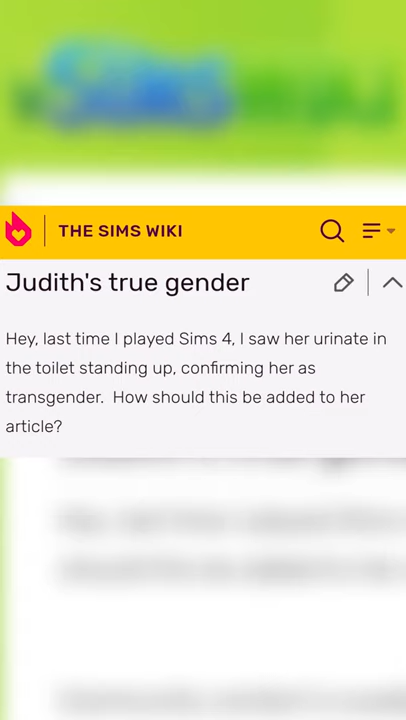 THE SIMS WIKI
Judith's true gender
Hey, last time I played Sims 4, I saw her urinate in
the toilet standing up, confirming her as
transgender.  How should this be added to her
article?